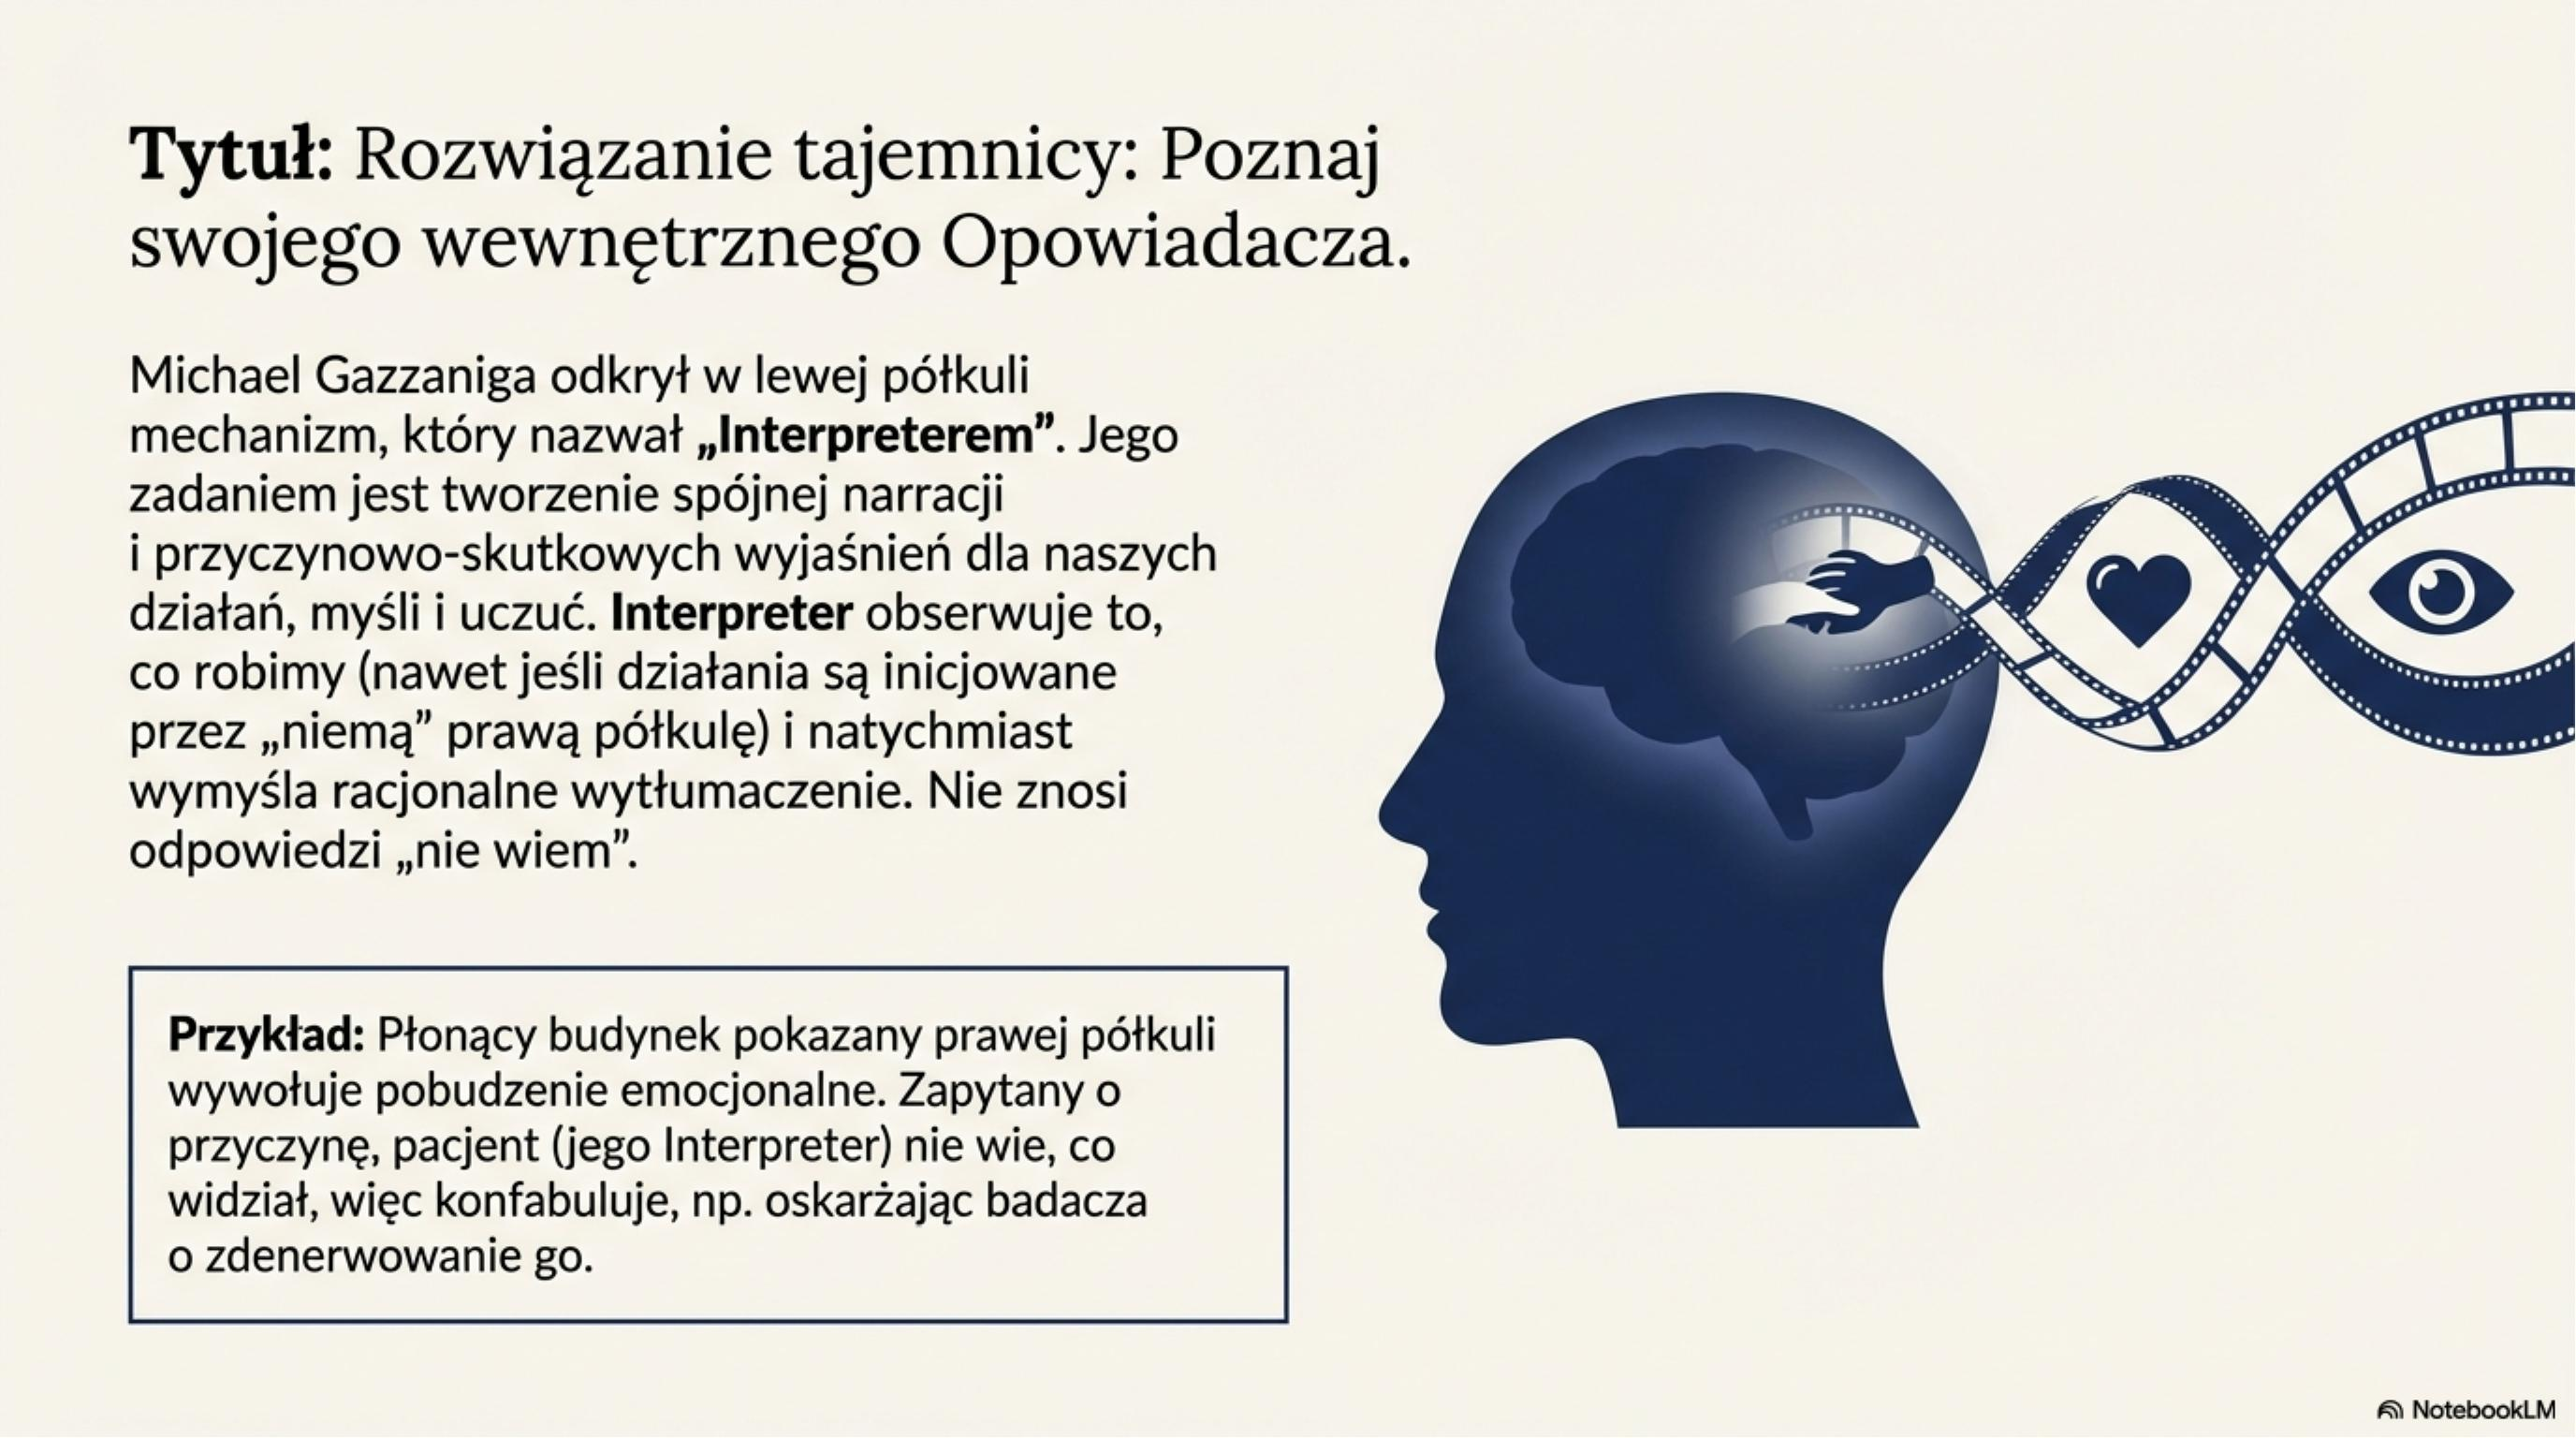 Tytuł: Rozwiązanie tajemnicy: Poznaj
swojego wewnętrznego Opowiadacza.
Michael Gazzaniga odkrył w lewej półkuli
mechanizm, który nazwał „Interpreterem”. Jego
zadaniem jest tworzenie spójnej narracji
i przyczynowo-skutkowych wyjaśnień dla naszych
działań, myśli i uczuć. Interpreter obserwuje to,
co robimy (nawet jeśli działania są inicjowane
przez „niemą” prawą półkulę) i natychmiast
wymyśla racjonalne wytłumaczenie. Nie znosi
odpowiedzi „nie wiem”.
Przykład: Płonący budynek pokazany prawej półkuli
wywołuje pobudzenie emocjonalne. Zapytany o
przyczynę, pacjent (jego Interpreter) nie wie, co
widział, więc konfabuluje, np. oskarżając badacza
o zdenerwowanie go.
NotebookLM